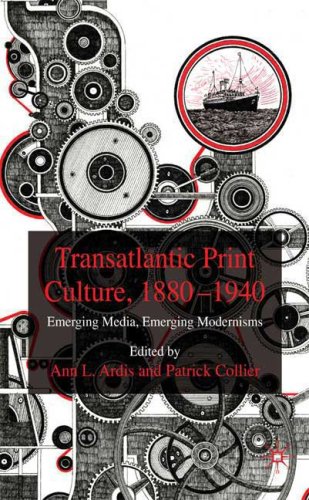 Transatlantic Print
Culture, 1880–1940
Emerging Media, Emerging Modernisms
Edited by
Ann L. Ardis and Patrick Collier